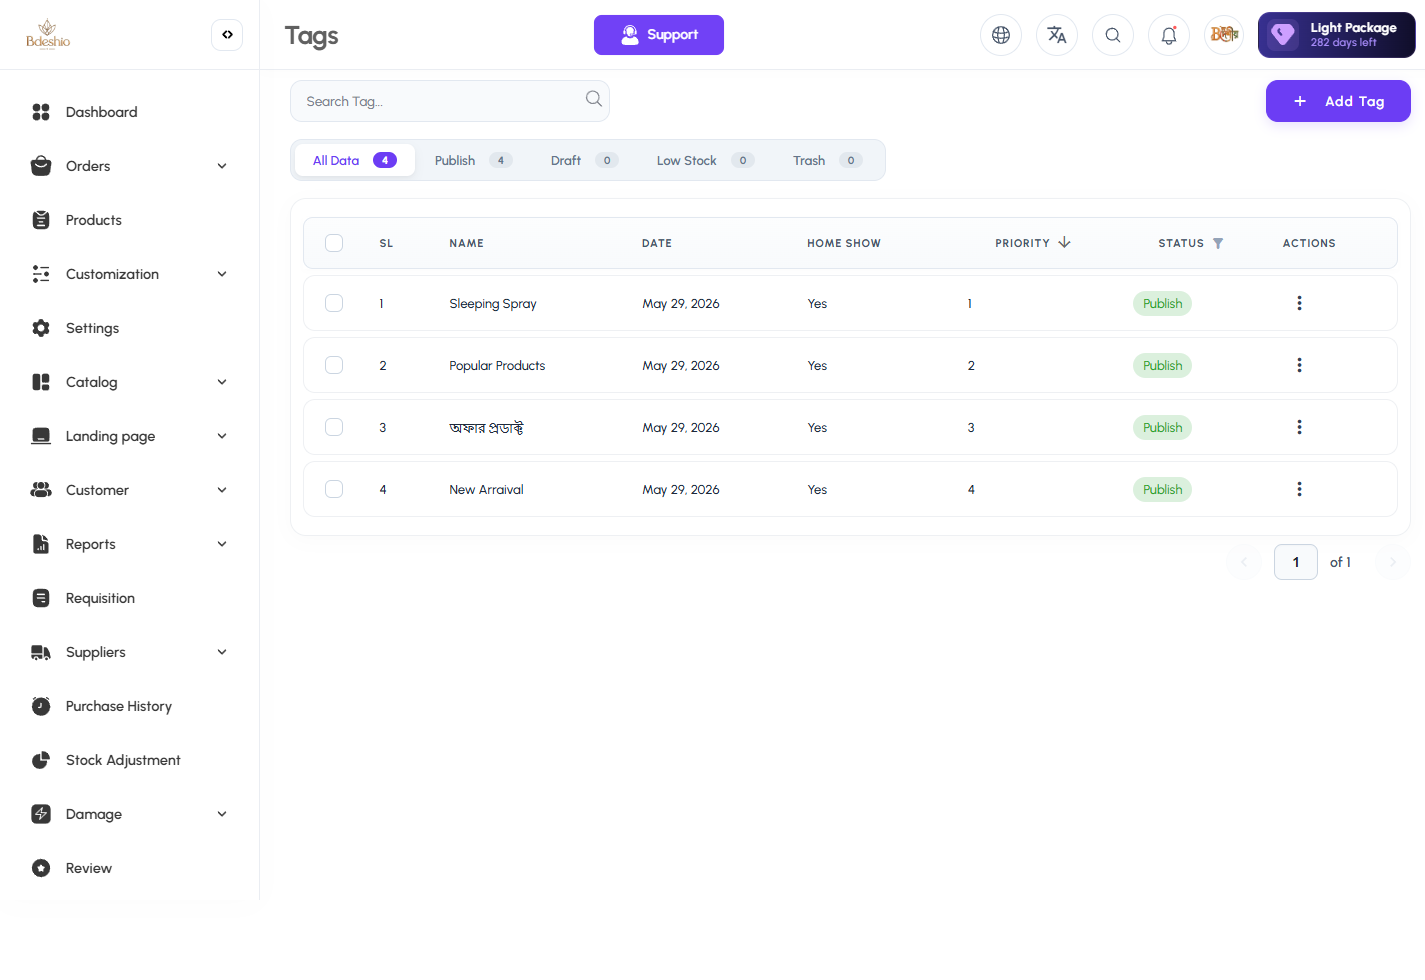 Bdeshio
Tags
Support
Light Package
282 days left
Dashboard
Orders
Products
Customization
Settings
Catalog
Landing page
Customer
Reports
Requisition
Suppliers
Purchase History
Stock Adjustment
Damage
Review
Search Tag...
+ Add Tag
All Data 4 Publish 4 Draft 0 Low Stock 0 Trash 0
SL NAME DATE HOME SHOW PRIORITY STATUS ACTIONS
1 Sleeping Spray May 29, 2026 Yes 1 Publish
2 Popular Products May 29, 2026 Yes 2 Publish
3 অফার প্রডাক্ট May 29, 2026 Yes 3 Publish
4 New Arraival May 29, 2026 Yes 4 Publish
1 of 1